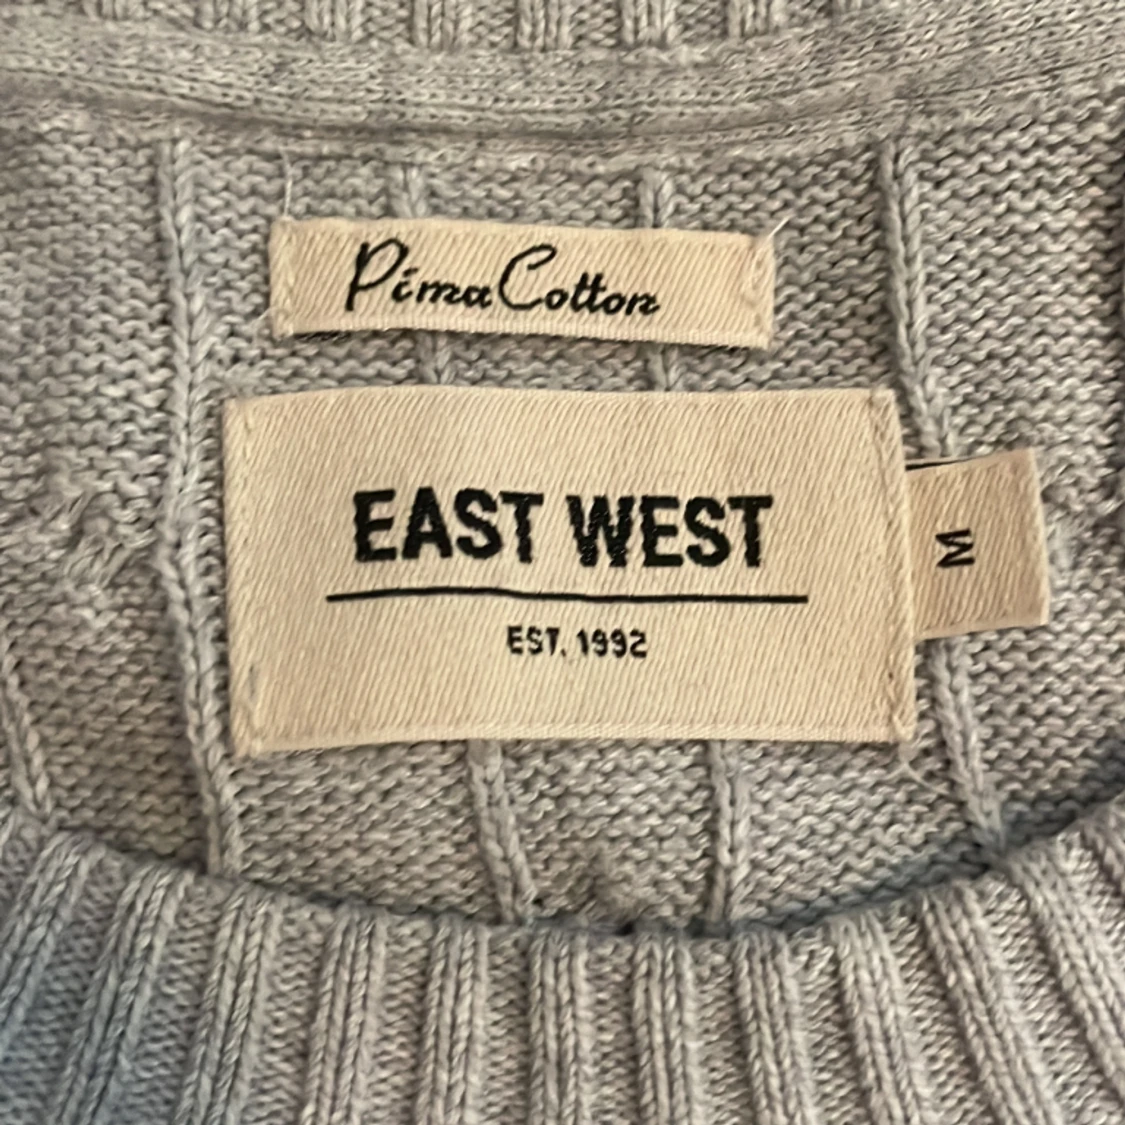 Pima Cotton
EAST WEST
EST. 1992
M